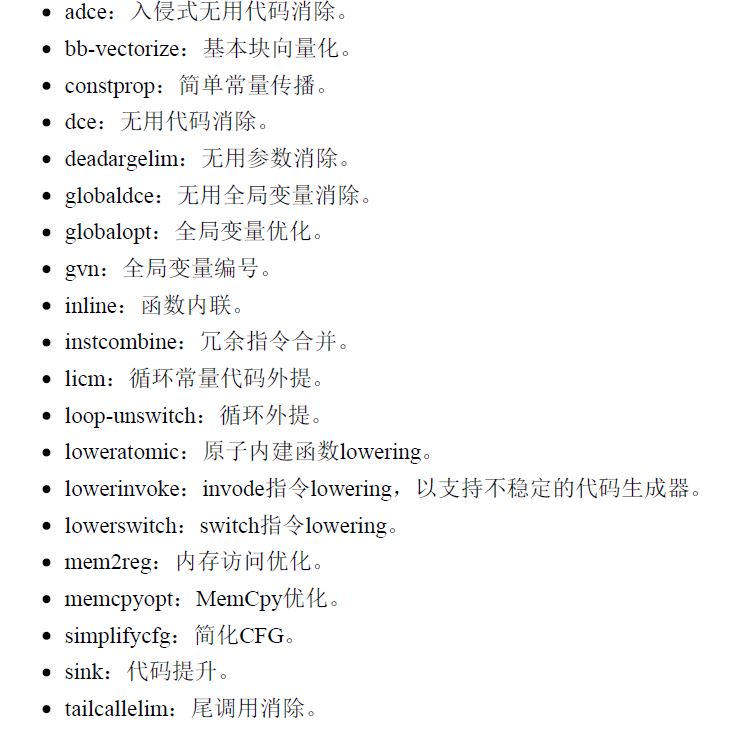 • adce：入侵式无用代码消除。
• bb-vectorize：基本块向量化。
• constprop：简单常量传播。
• dce：无用代码消除。
• deadargelim：无用参数消除。
• globaldce：无用全局变量消除。
• globalopt：全局变量优化。
• gvn：全局变量编号。
• inline：函数内联。
• instcombine：冗余指令合并。
• licm：循环常量代码外提。
• loop-unswitch：循环外提。
• loweratomic：原子内建函数lowering。
• lowerinvoke：invode指令lowering，以支持不稳定的代码生成器。
• lowerswitch：switch指令lowering。
• mem2reg：内存访问优化。
• memcpyopt：MemCpy优化。
• simplifycfg：简化CFG。
• sink：代码提升。
• tailcallelim：尾调用消除。